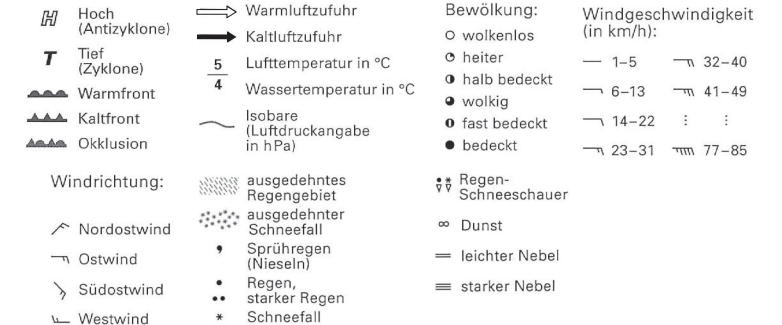 H Hoch
(Antizyklone)
T Tief
(Zyklone)
Warmfront
Kaltfront
Okklusion
Warmluftzufuhr
Kaltluftzufuhr
5 Lufttemperatur in °C
4 Wassertemperatur in °C
Isobare
(Luftdruckangabe
in hPa)
Bewölkung:
wolkenlos
heiter
halb bedeckt
wolkig
fast bedeckt
bedeckt
Windgeschwindigkeit
(in km/h):
1–5
6–13
14–22
23–31
32–40
41–49
77–85
Windrichtung:
Nordostwind
Ostwind
Südostwind
Westwind
ausgedehntes
Regengebiet
ausgedehnter
Schneefall
Sprühregen
(Nieseln)
Regen,
starker Regen
Schneefall
Regen-
Schneeschauer
Dunst
leichter Nebel
starker Nebel